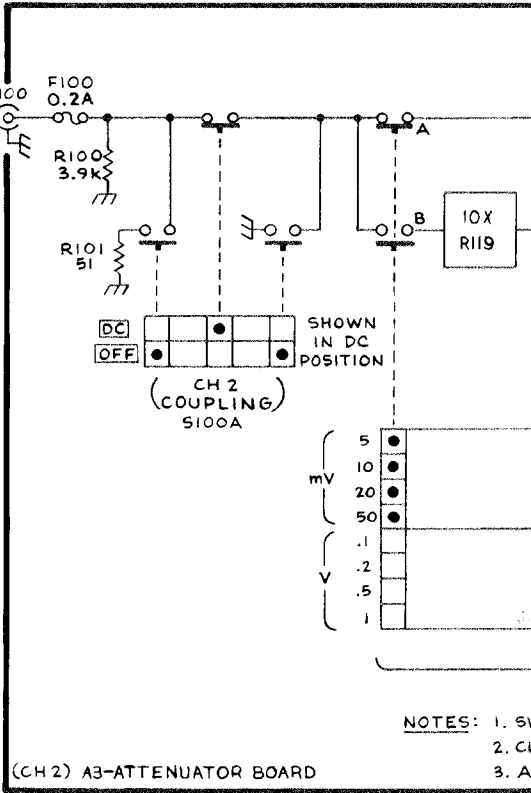 F100
0.2A
100
R100
3.9K
A
B
10X
R119
R101
51
DC
OFF
SHOWN
IN DC
POSITION
(CH 2
COUPLING)
S100A
5
10
mV
20
50
.1
.2
V
.5
1
NOTES: 1.
2.
3. A
(CH 2) A3-ATTENUATOR BOARD